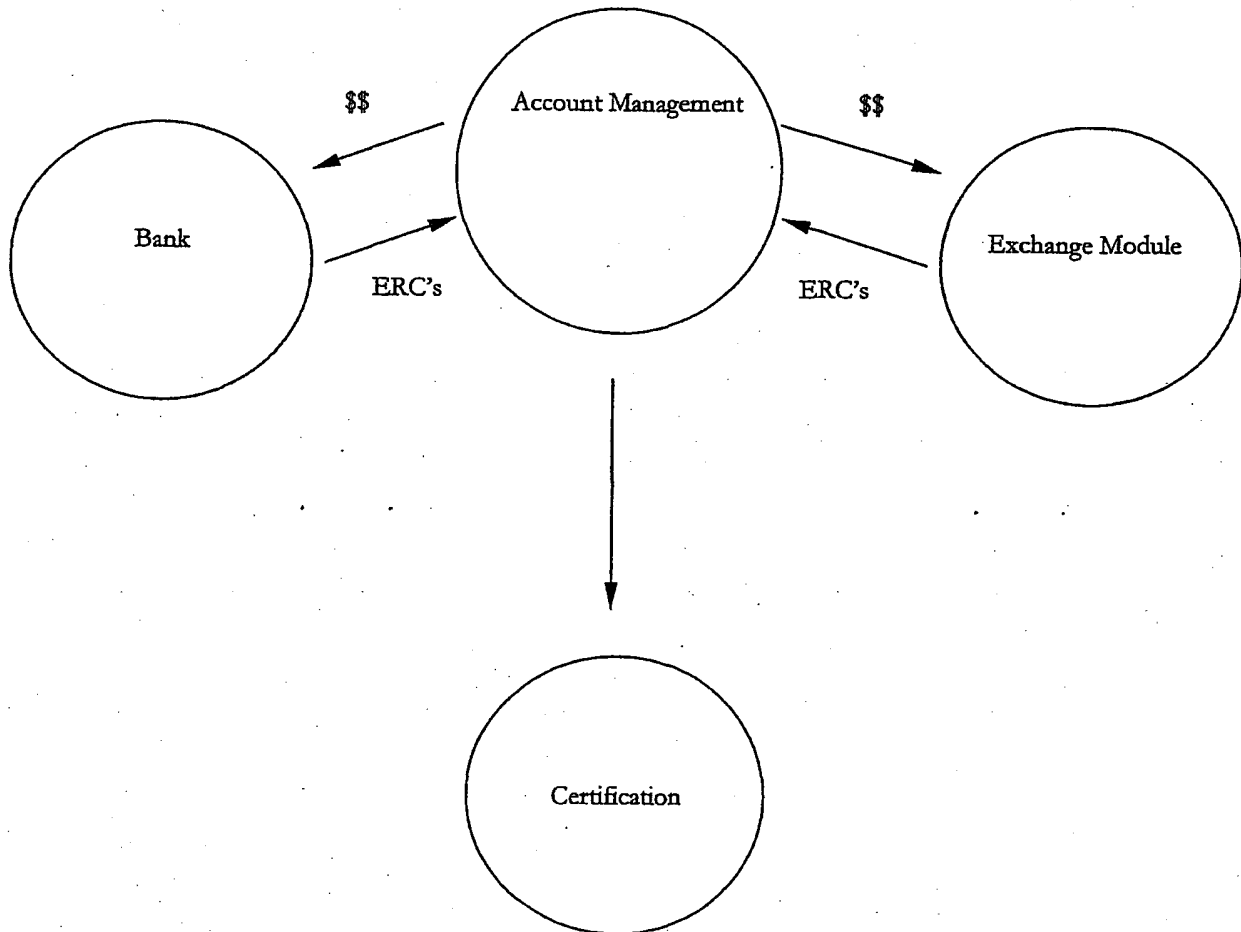 $$
Account Management
$$
Bank
Exchange Module
ERC's
ERC's
Certification